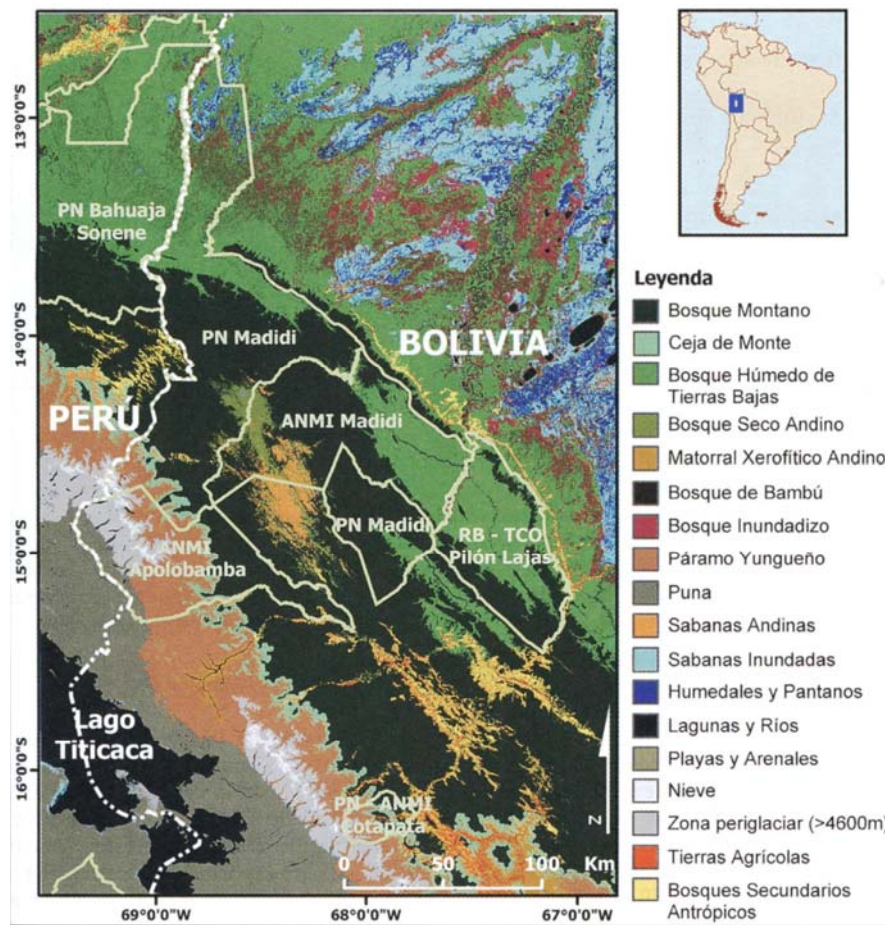 13°0'0"S
14°0'0"S
15°0'0"S
16°0'0"S
PN Bahuaja
Sonene
PN Madidi
BOLIVIA
PERÚ
ANMI Madidi
PN Madidi
RB - TCO
Pilón Lajas
ANMI
Apolobamba
Lago
Titicaca
PN - ANMI
Cotapata
0 50 100 Km
Z
69°0'0"W
68°0'0"W
67°0'0"W
Leyenda
Bosque Montano
Ceja de Monte
Bosque Húmedo de
Tierras Bajas
Bosque Seco Andino
Matorral Xerofítico Andino
Bosque de Bambú
Bosque Inundadizo
Páramo Yungueño
Puna
Sabanas Andinas
Sabanas Inundadas
Humedales y Pantanos
Lagunas y Ríos
Playas y Arenales
Nieve
Zona periglaciar (>4600m)
Tierras Agrícolas
Bosques Secundarios
Antrópicos